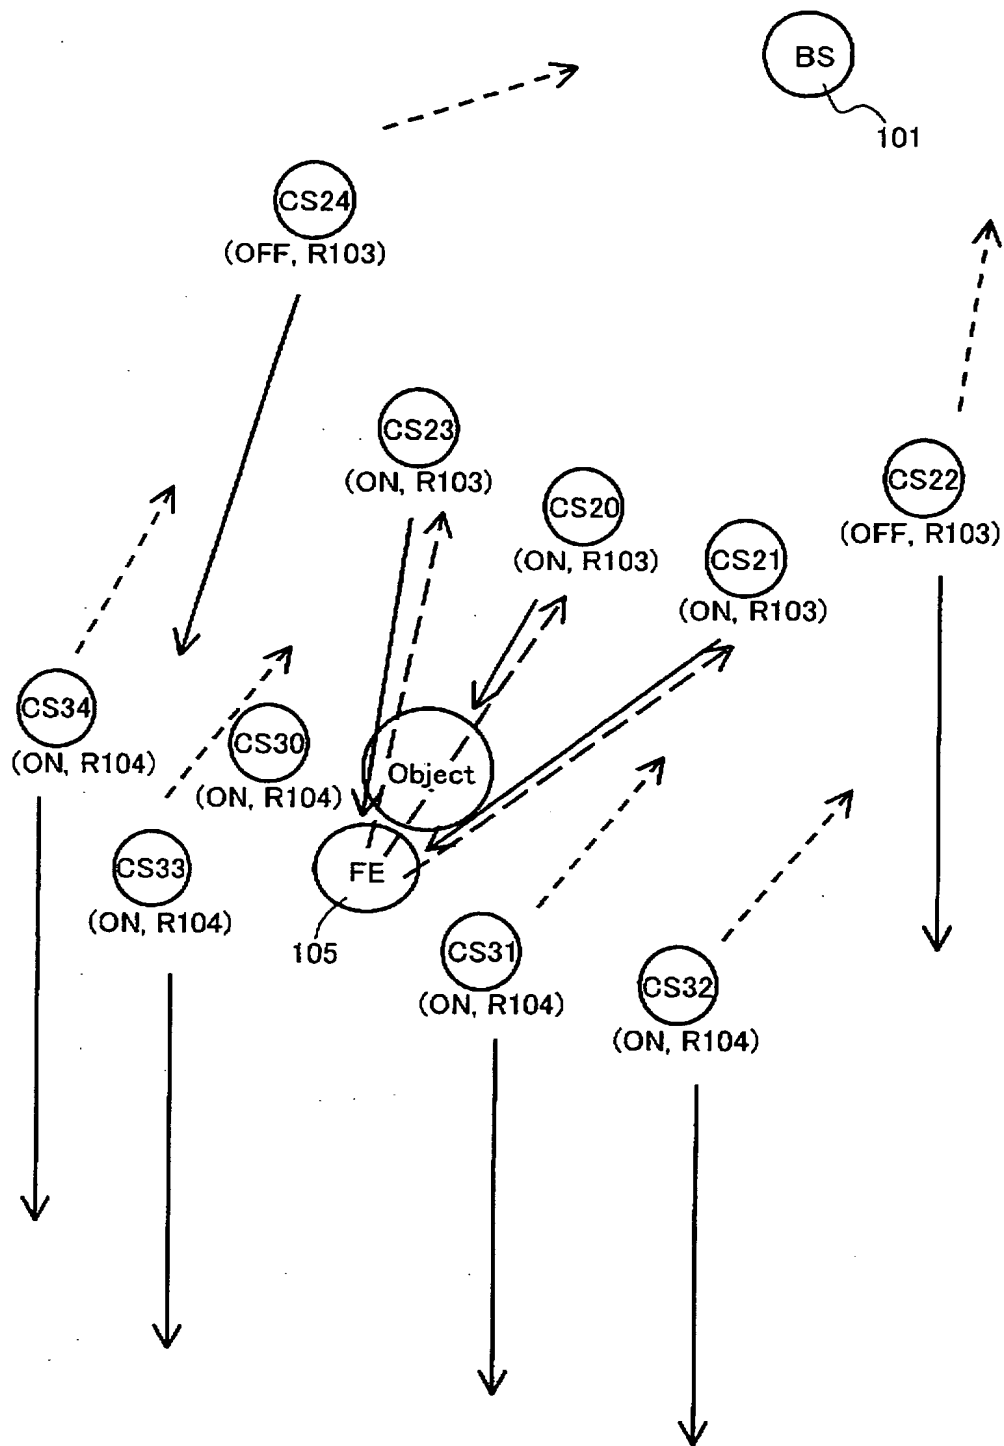 BS
101
CS24
(OFF, R103)
CS23
(ON, R103)
CS20
(ON, R103)
CS22
(OFF, R103)
CS21
(ON, R103)
CS34
(ON, R104)
CS30
(ON, R104)
Object
CS33
(ON, R104)
FE
105
CS31
(ON, R104)
CS32
(ON, R104)